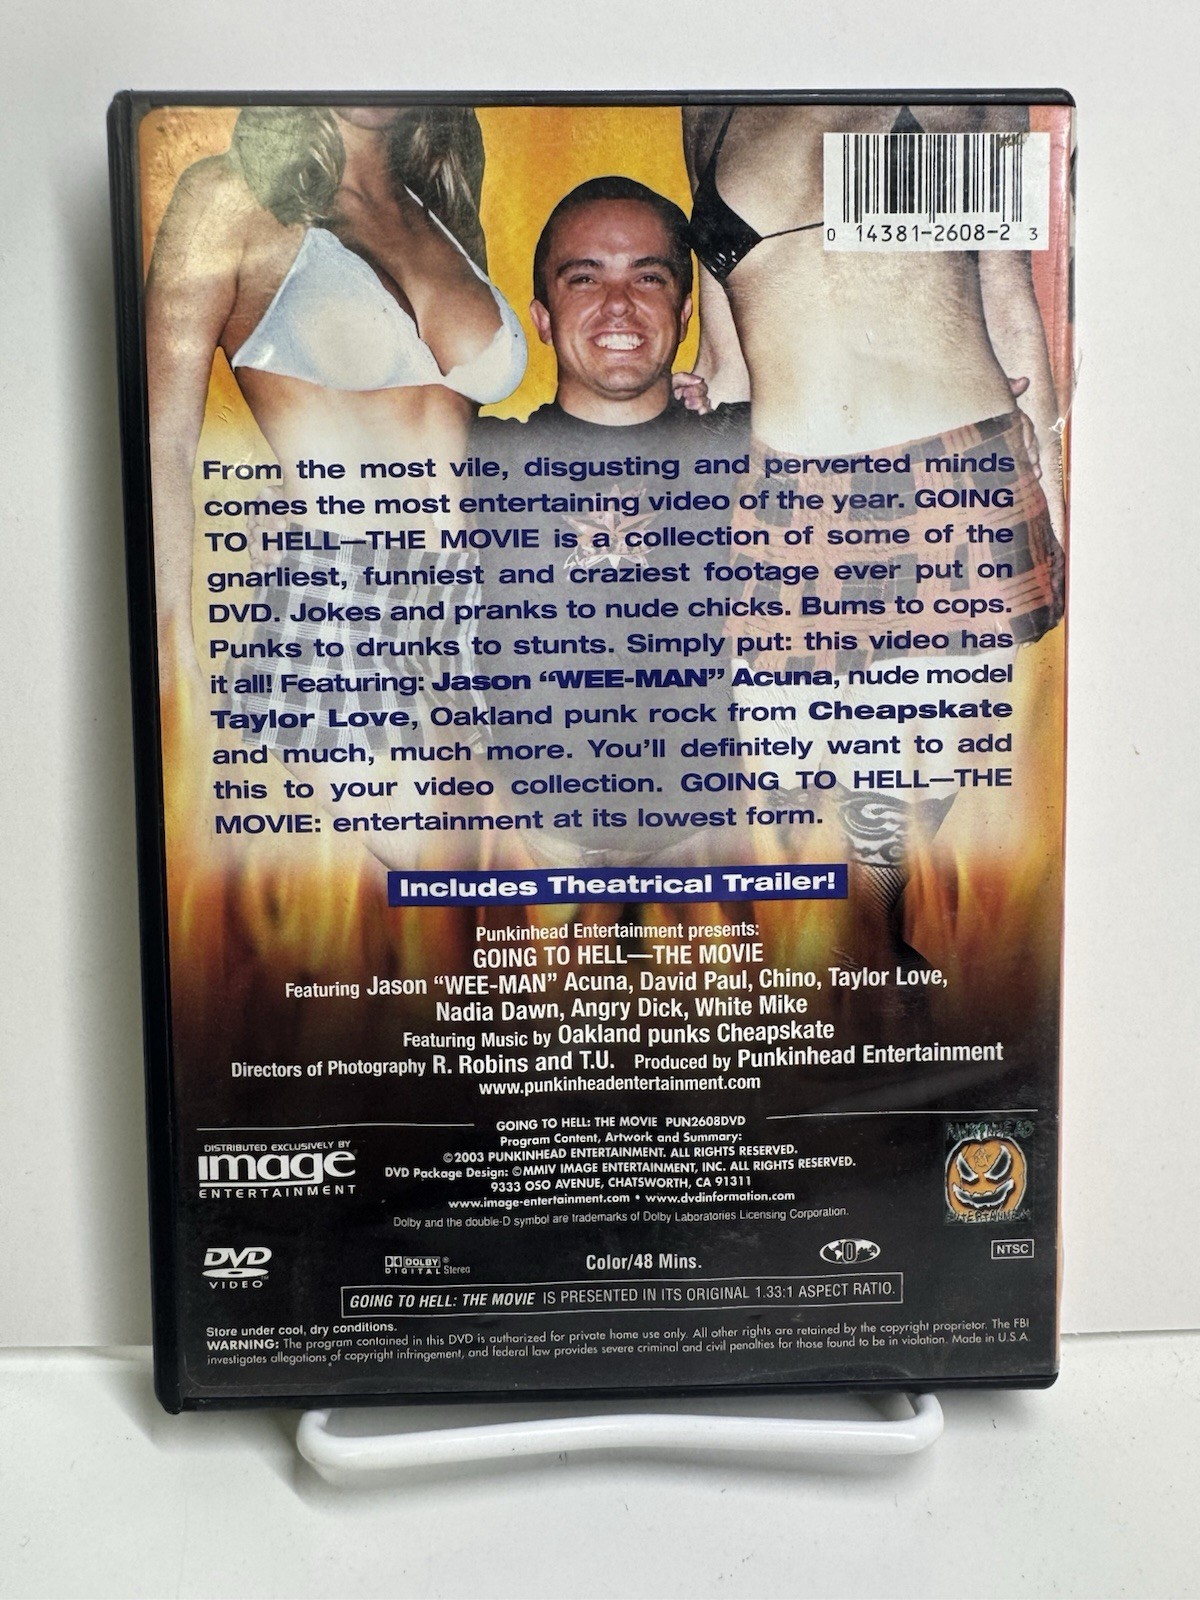 0 14381-2608-2 3
From the most vile, disgusting and perverted minds
comes the most entertaining video of the year. GOING
TO HELL—THE MOVIE is a collection of some of the
gnarliest, funniest and craziest footage ever put on
DVD. Jokes and pranks to nude chicks. Bums to cops.
Punks to drunks to stunts. Simply put: this video has
it all! Featuring: Jason “WEE-MAN” Acuna, nude model
Taylor Love, Oakland punk rock from Cheapskate
and much, much more. You’ll definitely want to add
this to your video collection. GOING TO HELL—THE
MOVIE: entertainment at its lowest form.
Includes Theatrical Trailer!
Punkinhead Entertainment presents:
GOING TO HELL—THE MOVIE
Featuring Jason “WEE-MAN” Acuna, David Paul, Chino, Taylor Love,
Nadia Dawn, Angry Dick, White Mike
Featuring Music by Oakland punks Cheapskate
Directors of Photography R. Robins and T.U. Produced by Punkinhead Entertainment
www.punkinheadentertainment.com
GOING TO HELL: THE MOVIE PUN2608DVD
Program Content, Artwork and Summary:
©2003 PUNKINHEAD ENTERTAINMENT. ALL RIGHTS RESERVED.
DVD Package Design: ©MMIV IMAGE ENTERTAINMENT, INC. ALL RIGHTS RESERVED.
9333 OSO AVENUE, CHATSWORTH, CA 91311
www.image-entertainment.com • www.dvdinformation.com
Dolby and the double-D symbol are trademarks of Dolby Laboratories Licensing Corporation.
DISTRIBUTED EXCLUSIVELY BY
image
ENTERTAINMENT
PUNKINHEAD
ENTERTAINMENT
DVD
VIDEO™
DOLBY®
DIGITAL Stereo
Color/48 Mins.
0
NTSC
GOING TO HELL: THE MOVIE IS PRESENTED IN ITS ORIGINAL 1.33:1 ASPECT RATIO.
Store under cool, dry conditions.
WARNING: The program contained in this DVD is authorized for private home use only. All other rights are retained by the copyright proprietor. The FBI
investigates allegations of copyright infringement, and federal law provides severe criminal and civil penalties for those found to be in violation. Made in U.S.A.